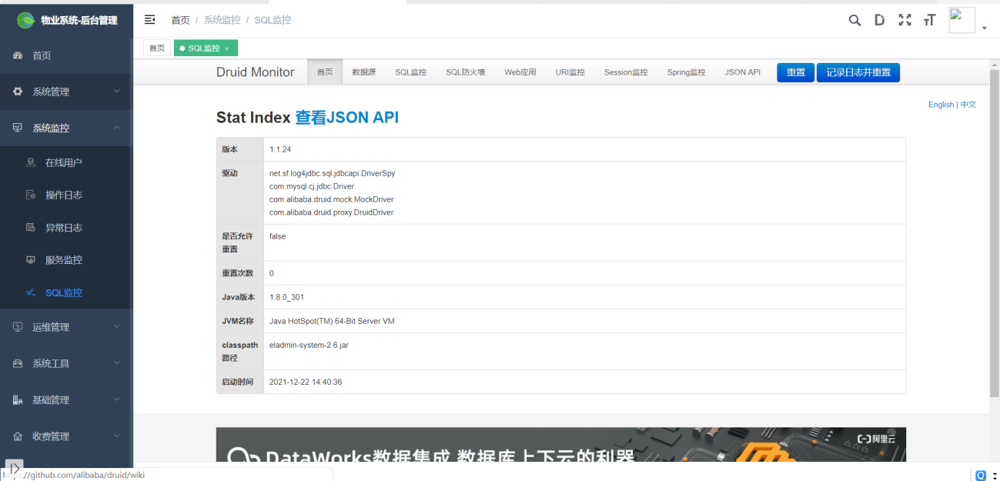 物业系统-后台管理
首页 / 系统监控 / SQL监控
首页
系统管理
系统监控
在线用户
操作日志
异常日志
服务监控
SQL监控
运维管理
系统工具
基础管理
收费管理
首页
SQL监控 ×
Druid Monitor 首页 数据源 SQL监控 SQL防火墙 Web应用 URI监控 Session监控 Spring监控 JSON API 重置 记录日志并重置
English | 中文
Stat Index 查看JSON API
版本 1.1.24
驱动 net.sf.log4jdbc.sql.jdbcapi.DriverSpy
com.mysql.cj.jdbc.Driver
com.alibaba.druid.mock.MockDriver
com.alibaba.druid.proxy.DruidDriver
是否允许 false
重置
重置次数 0
Java版本 1.8.0_301
JVM名称 Java HotSpot(TM) 64-Bit Server VM
classpath eladmin-system-2.6.jar
路径
启动时间 2021-12-22 14:40:36
阿里云
DataWorks数据集成 数据库上下云的利器
https://github.com/alibaba/druid/wiki